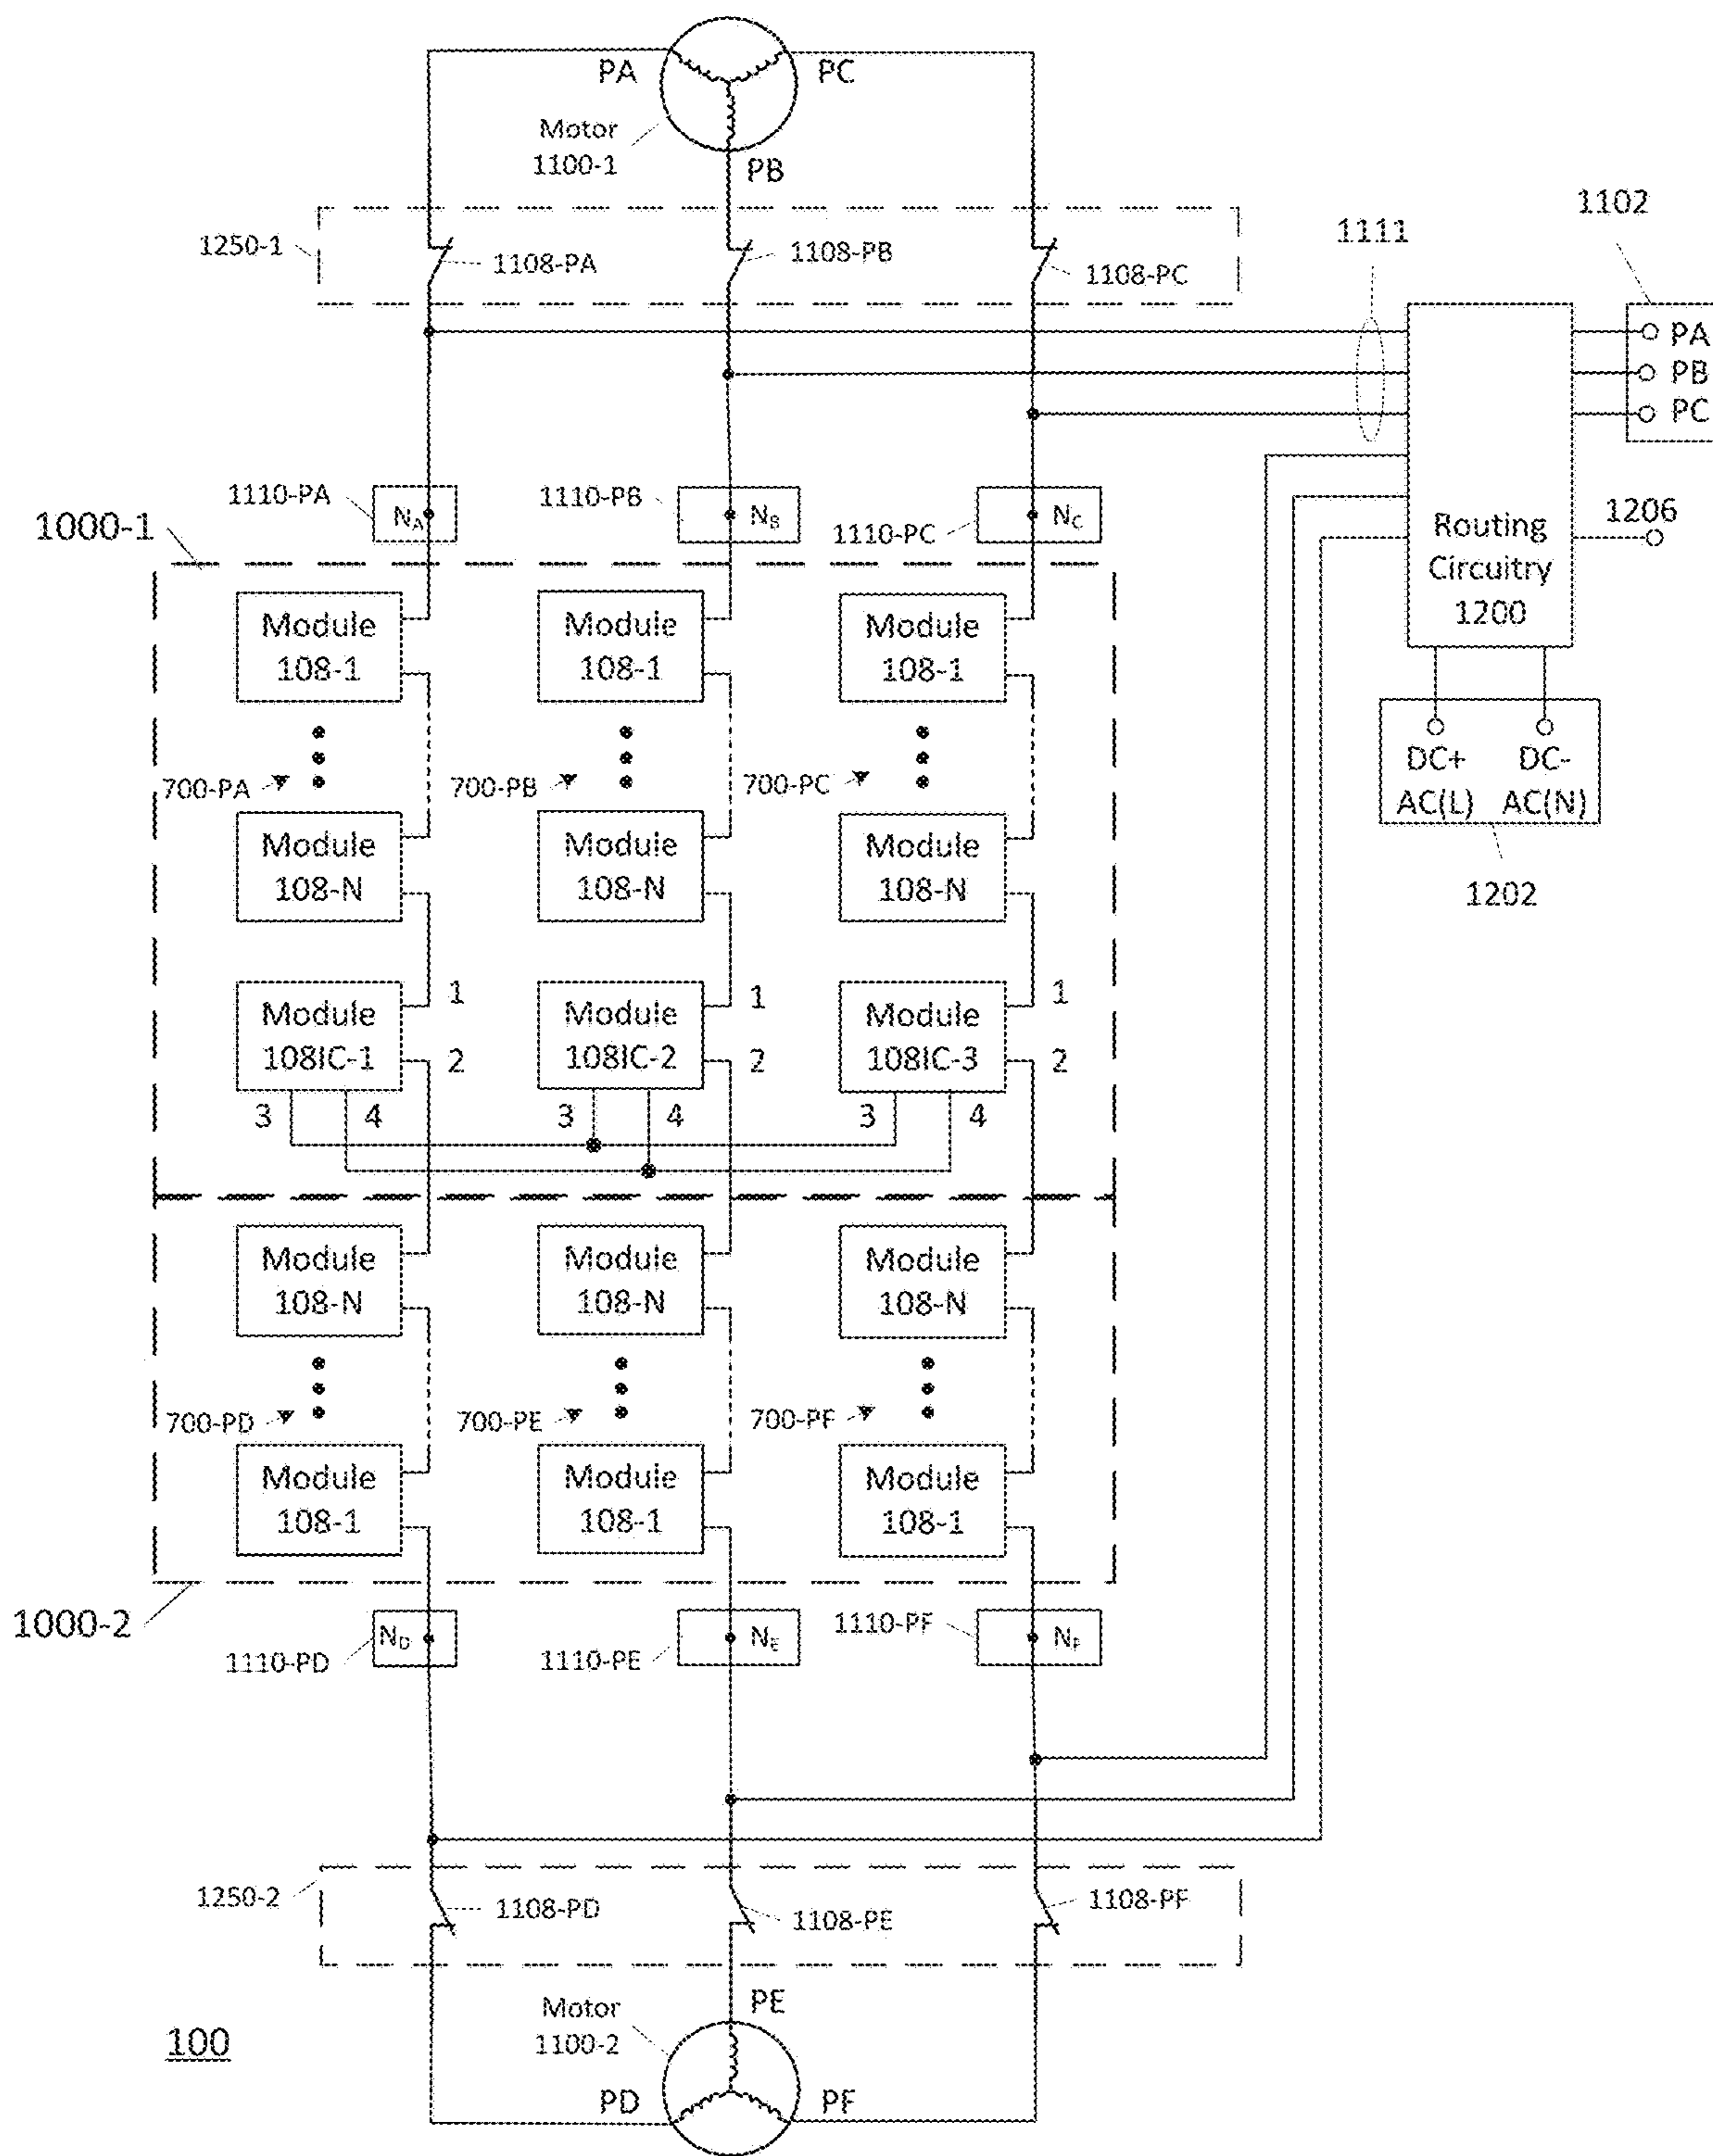 PA
PC
Motor
1100-1
PB
1250-1
1108-PA
1108-PB
1108-PC
1111
1102
PA
PB
PC
1110-PA
NA
1110-PB
NB
1110-PC
NC
1000-1
Routing
Circuitry
1200
1206
Module
108-1
Module
108-1
Module
108-1
700-PA
700-PB
700-PC
DC+
DC-
AC(L)
AC(N)
1202
Module
108-N
Module
108-N
Module
108-N
Module
108IC-1
1
2
3
4
Module
108IC-2
1
2
3
4
Module
108IC-3
1
2
3
4
Module
108-N
Module
108-N
Module
108-N
700-PD
700-PE
700-PF
Module
108-1
Module
108-1
Module
108-1
1000-2
ND
1110-PD
NE
1110-PE
1110-PF
NF
1250-2
1108-PD
1108-PE
1108-PF
PE
Motor
1100-2
PD
PF
100